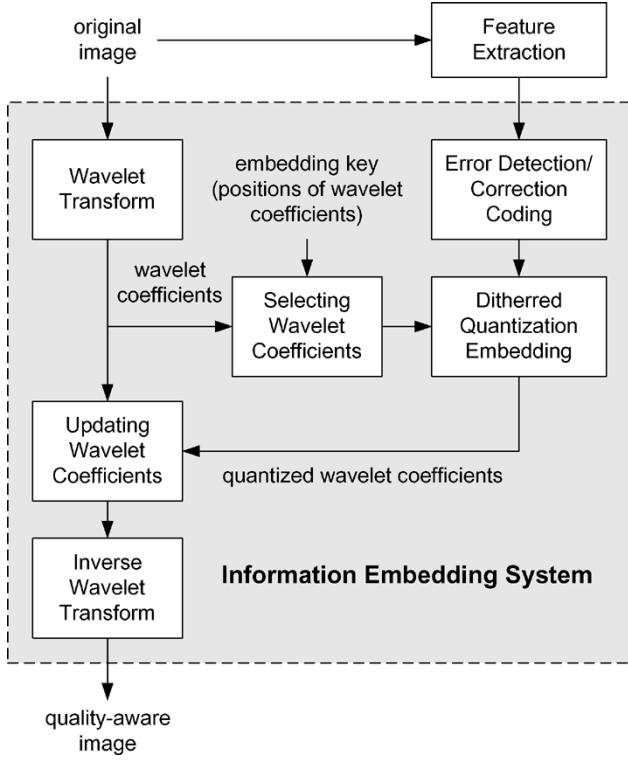 original
image
Feature
Extraction
Wavelet
Transform
embedding key
(positions of wavelet
coefficients)
Error Detection/
Correction
Coding
wavelet
coefficients
Selecting
Wavelet
Coefficients
Ditherred
Quantization
Embedding
Updating
Wavelet
Coefficients
quantized wavelet coefficients
Inverse
Wavelet
Transform
Information Embedding System
quality-aware
image